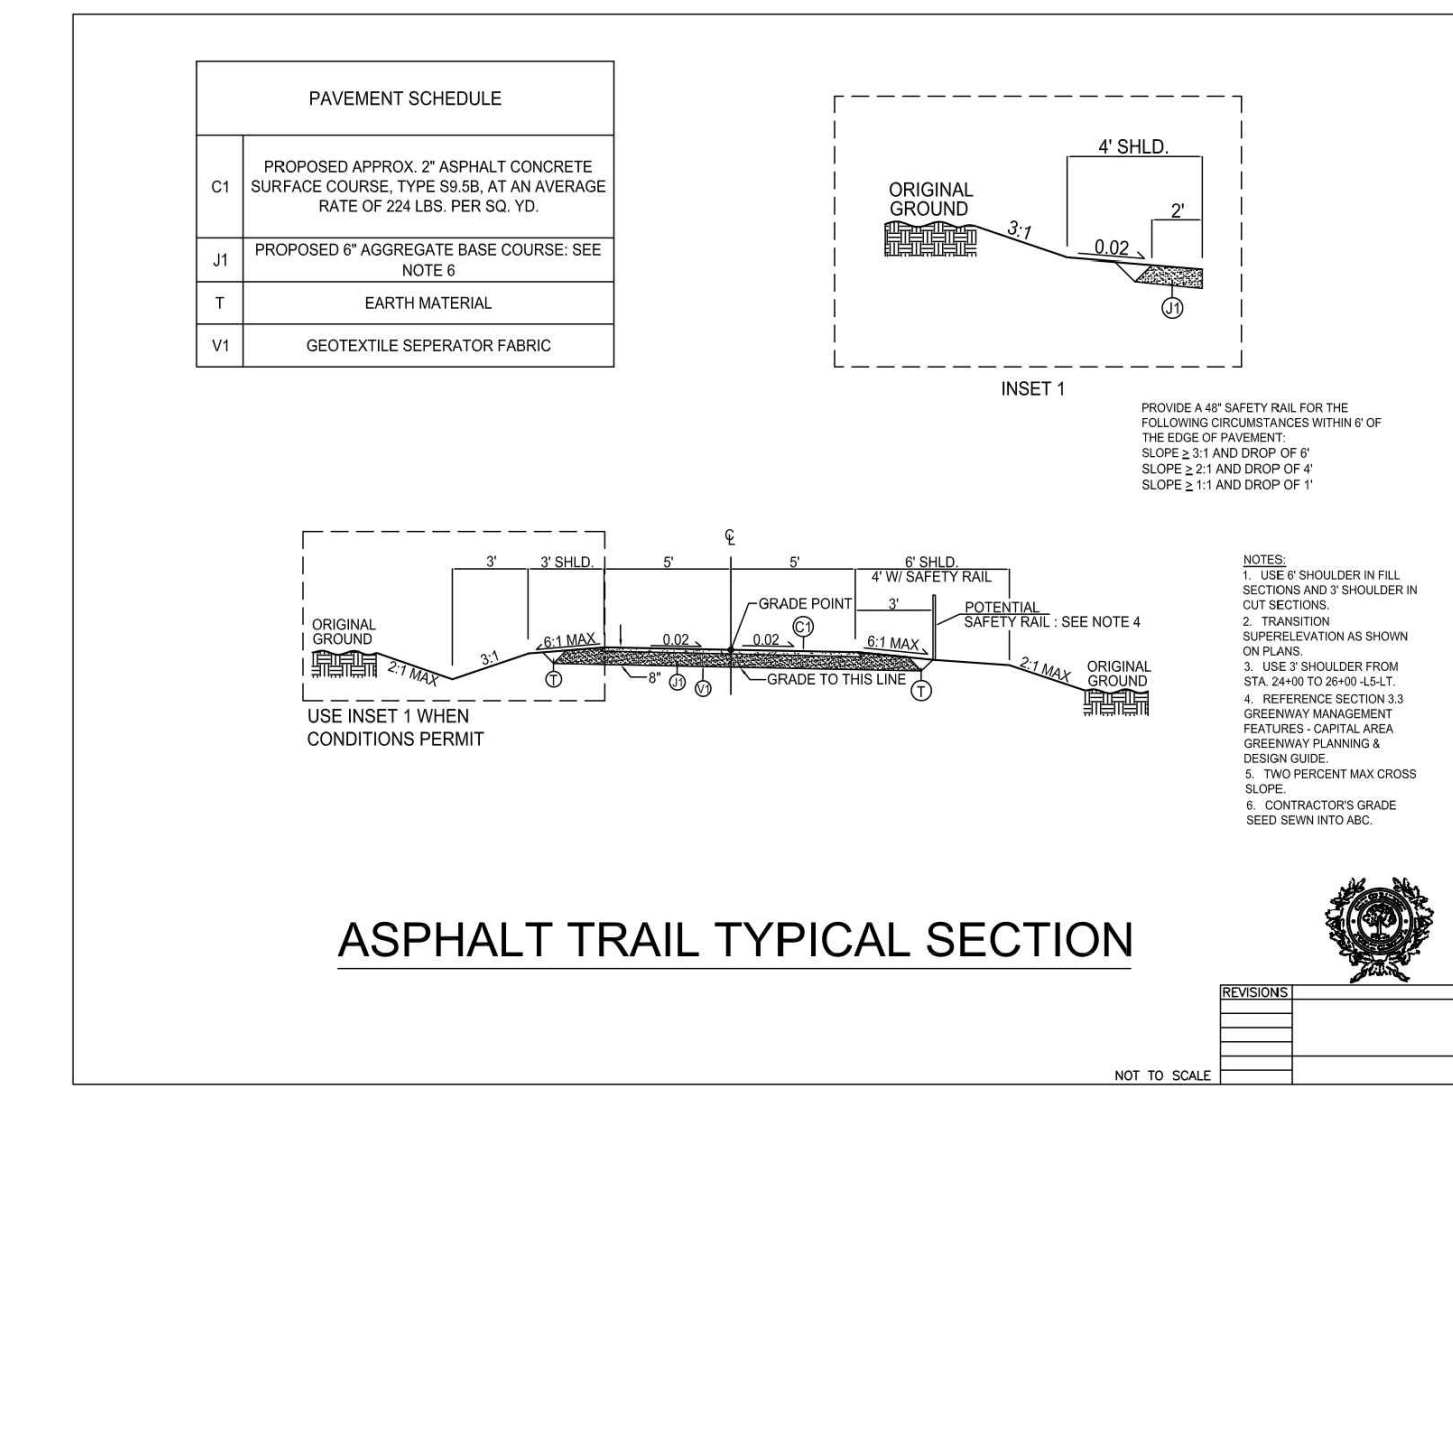 PAVEMENT SCHEDULE
C1
PROPOSED APPROX. 2" ASPHALT CONCRETE
SURFACE COURSE, TYPE S9.5B, AT AN AVERAGE
RATE OF 224 LBS. PER SQ. YD.
J1
PROPOSED 6" AGGREGATE BASE COURSE: SEE
NOTE 6
T
EARTH MATERIAL
V1
GEOTEXTILE SEPERATOR FABRIC
4' SHLD.
ORIGINAL
GROUND
2'
3:1
0.02
J1
INSET 1
PROVIDE A 48" SAFETY RAIL FOR THE
FOLLOWING CIRCUMSTANCES WITHIN 6' OF
THE EDGE OF PAVEMENT:
SLOPE ≥ 3:1 AND DROP OF 6'
SLOPE ≥ 2:1 AND DROP OF 4'
SLOPE ≥ 1:1 AND DROP OF 1'
℄
3'
3' SHLD.
5'
5'
6' SHLD.
4' W/ SAFETY RAIL
GRADE POINT
3'
POTENTIAL
SAFETY RAIL : SEE NOTE 4
C1
ORIGINAL
GROUND
6:1 MAX
0.02
0.02
6:1 MAX
2:1 MAX
3:1
T
8"
J1
V1
GRADE TO THIS LINE
T
2:1 MAX
ORIGINAL
GROUND
USE INSET 1 WHEN
CONDITIONS PERMIT
NOTES:
1. USE 6' SHOULDER IN FILL
SECTIONS AND 3' SHOULDER IN
CUT SECTIONS.
2. TRANSITION
SUPERELEVATION AS SHOWN
ON PLANS.
3. USE 3' SHOULDER FROM
STA. 24+00 TO 26+00 -L5-LT.
4. REFERENCE SECTION 3.3
GREENWAY MANAGEMENT
FEATURES - CAPITAL AREA
GREENWAY PLANNING &
DESIGN GUIDE.
5. TWO PERCENT MAX CROSS
SLOPE.
6. CONTRACTOR'S GRADE
SEED SEWN INTO ABC.
ASPHALT TRAIL TYPICAL SECTION
REVISIONS
NOT TO SCALE